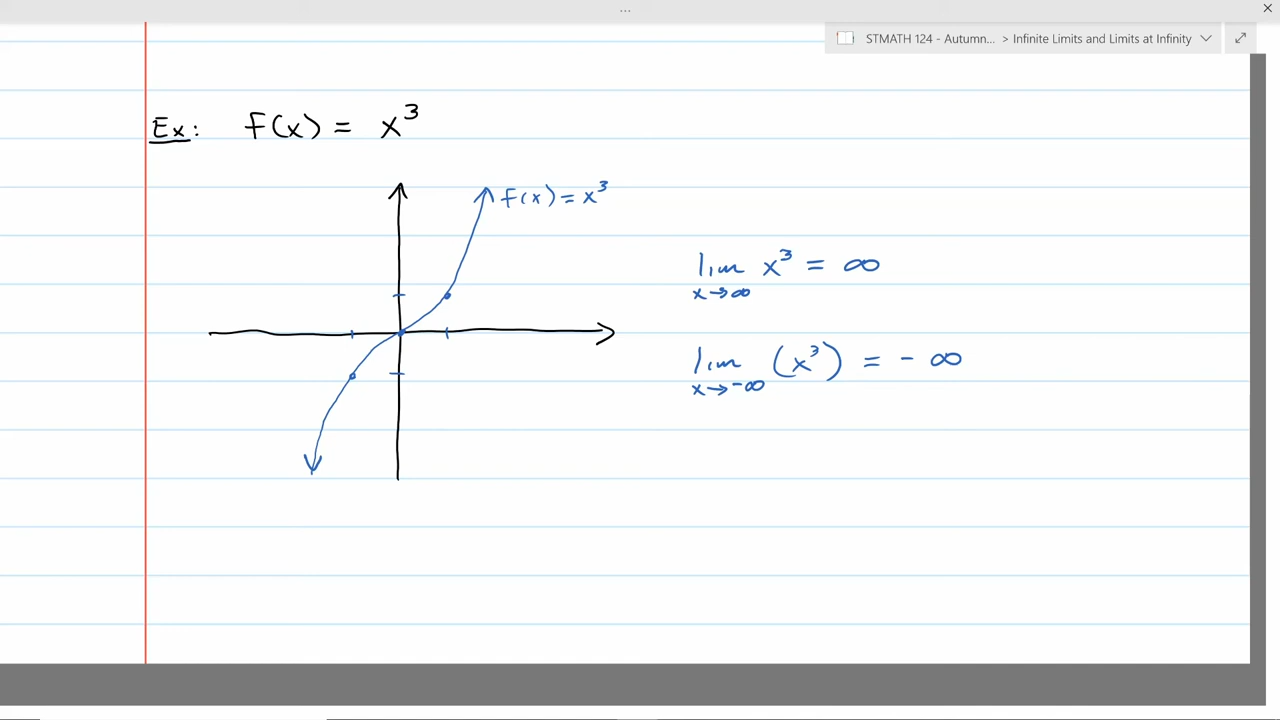 ...
STMATH 124 - Autumn... > Infinite Limits and Limits at Infinity
Ex: f(x) = x³
f(x) = x³
lim x³ = ∞
x→∞
lim (x³) = - ∞
x→-∞